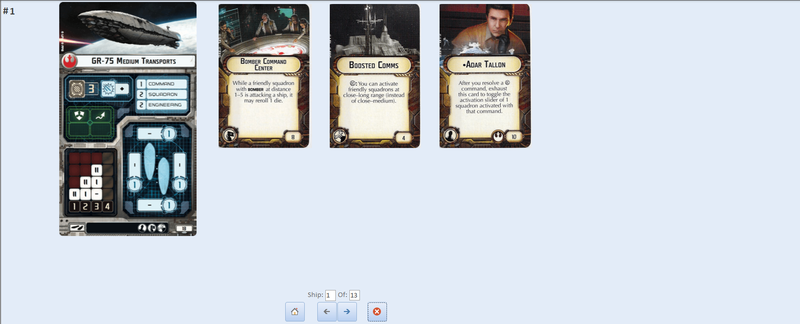 #1
GR-75 MEDIUM TRANSPORTS
3
1 COMMAND
2 SQUADRON
2 ENGINEERING
1
1
1
1
1 2 3 4
BOMBER COMMAND
CENTER
While a friendly squadron
with BOMBER at distance
1-5 is attacking a ship, it
may reroll 1 die.
8
BOOSTED COMMS
: You can activate
friendly squadrons at
close-long range (instead
of close-medium).
4
•ADAR TALLON
After you resolve a
command, exhaust
this card to toggle the
activation slider of 1
squadron activated with
that command.
10
Ship: 1 Of: 13